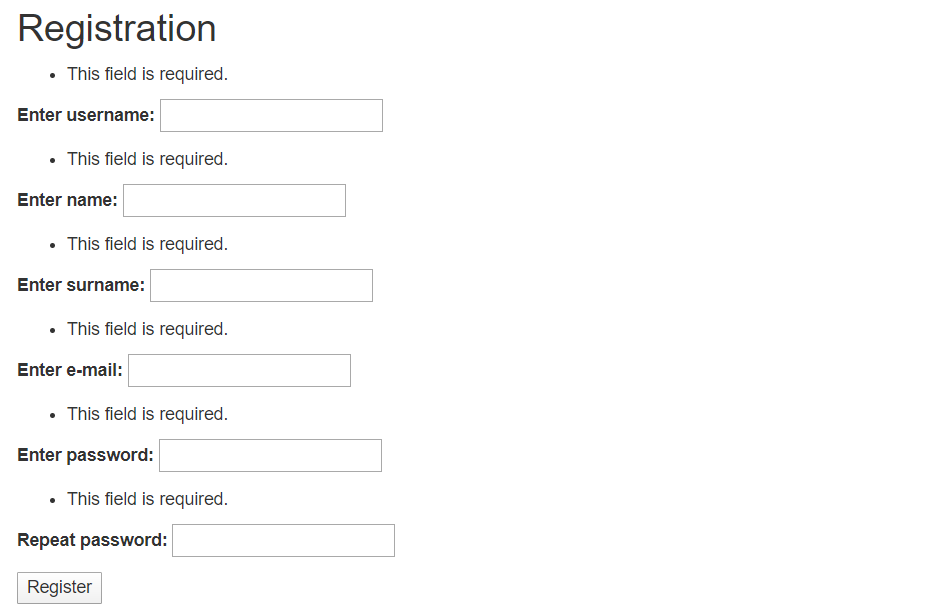 Registration
• This field is required.
Enter username:
• This field is required.
Enter name:
• This field is required.
Enter surname:
• This field is required.
Enter e-mail:
• This field is required.
Enter password:
• This field is required.
Repeat password:
Register